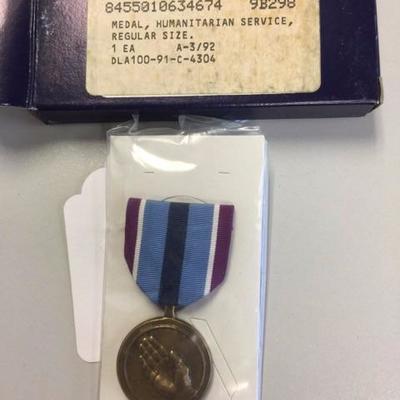 8455010634674 9B298
MEDAL, HUMANITARIAN SERVICE,
REGULAR SIZE.
1 EA A-3/92
DLA100-91-C-4304